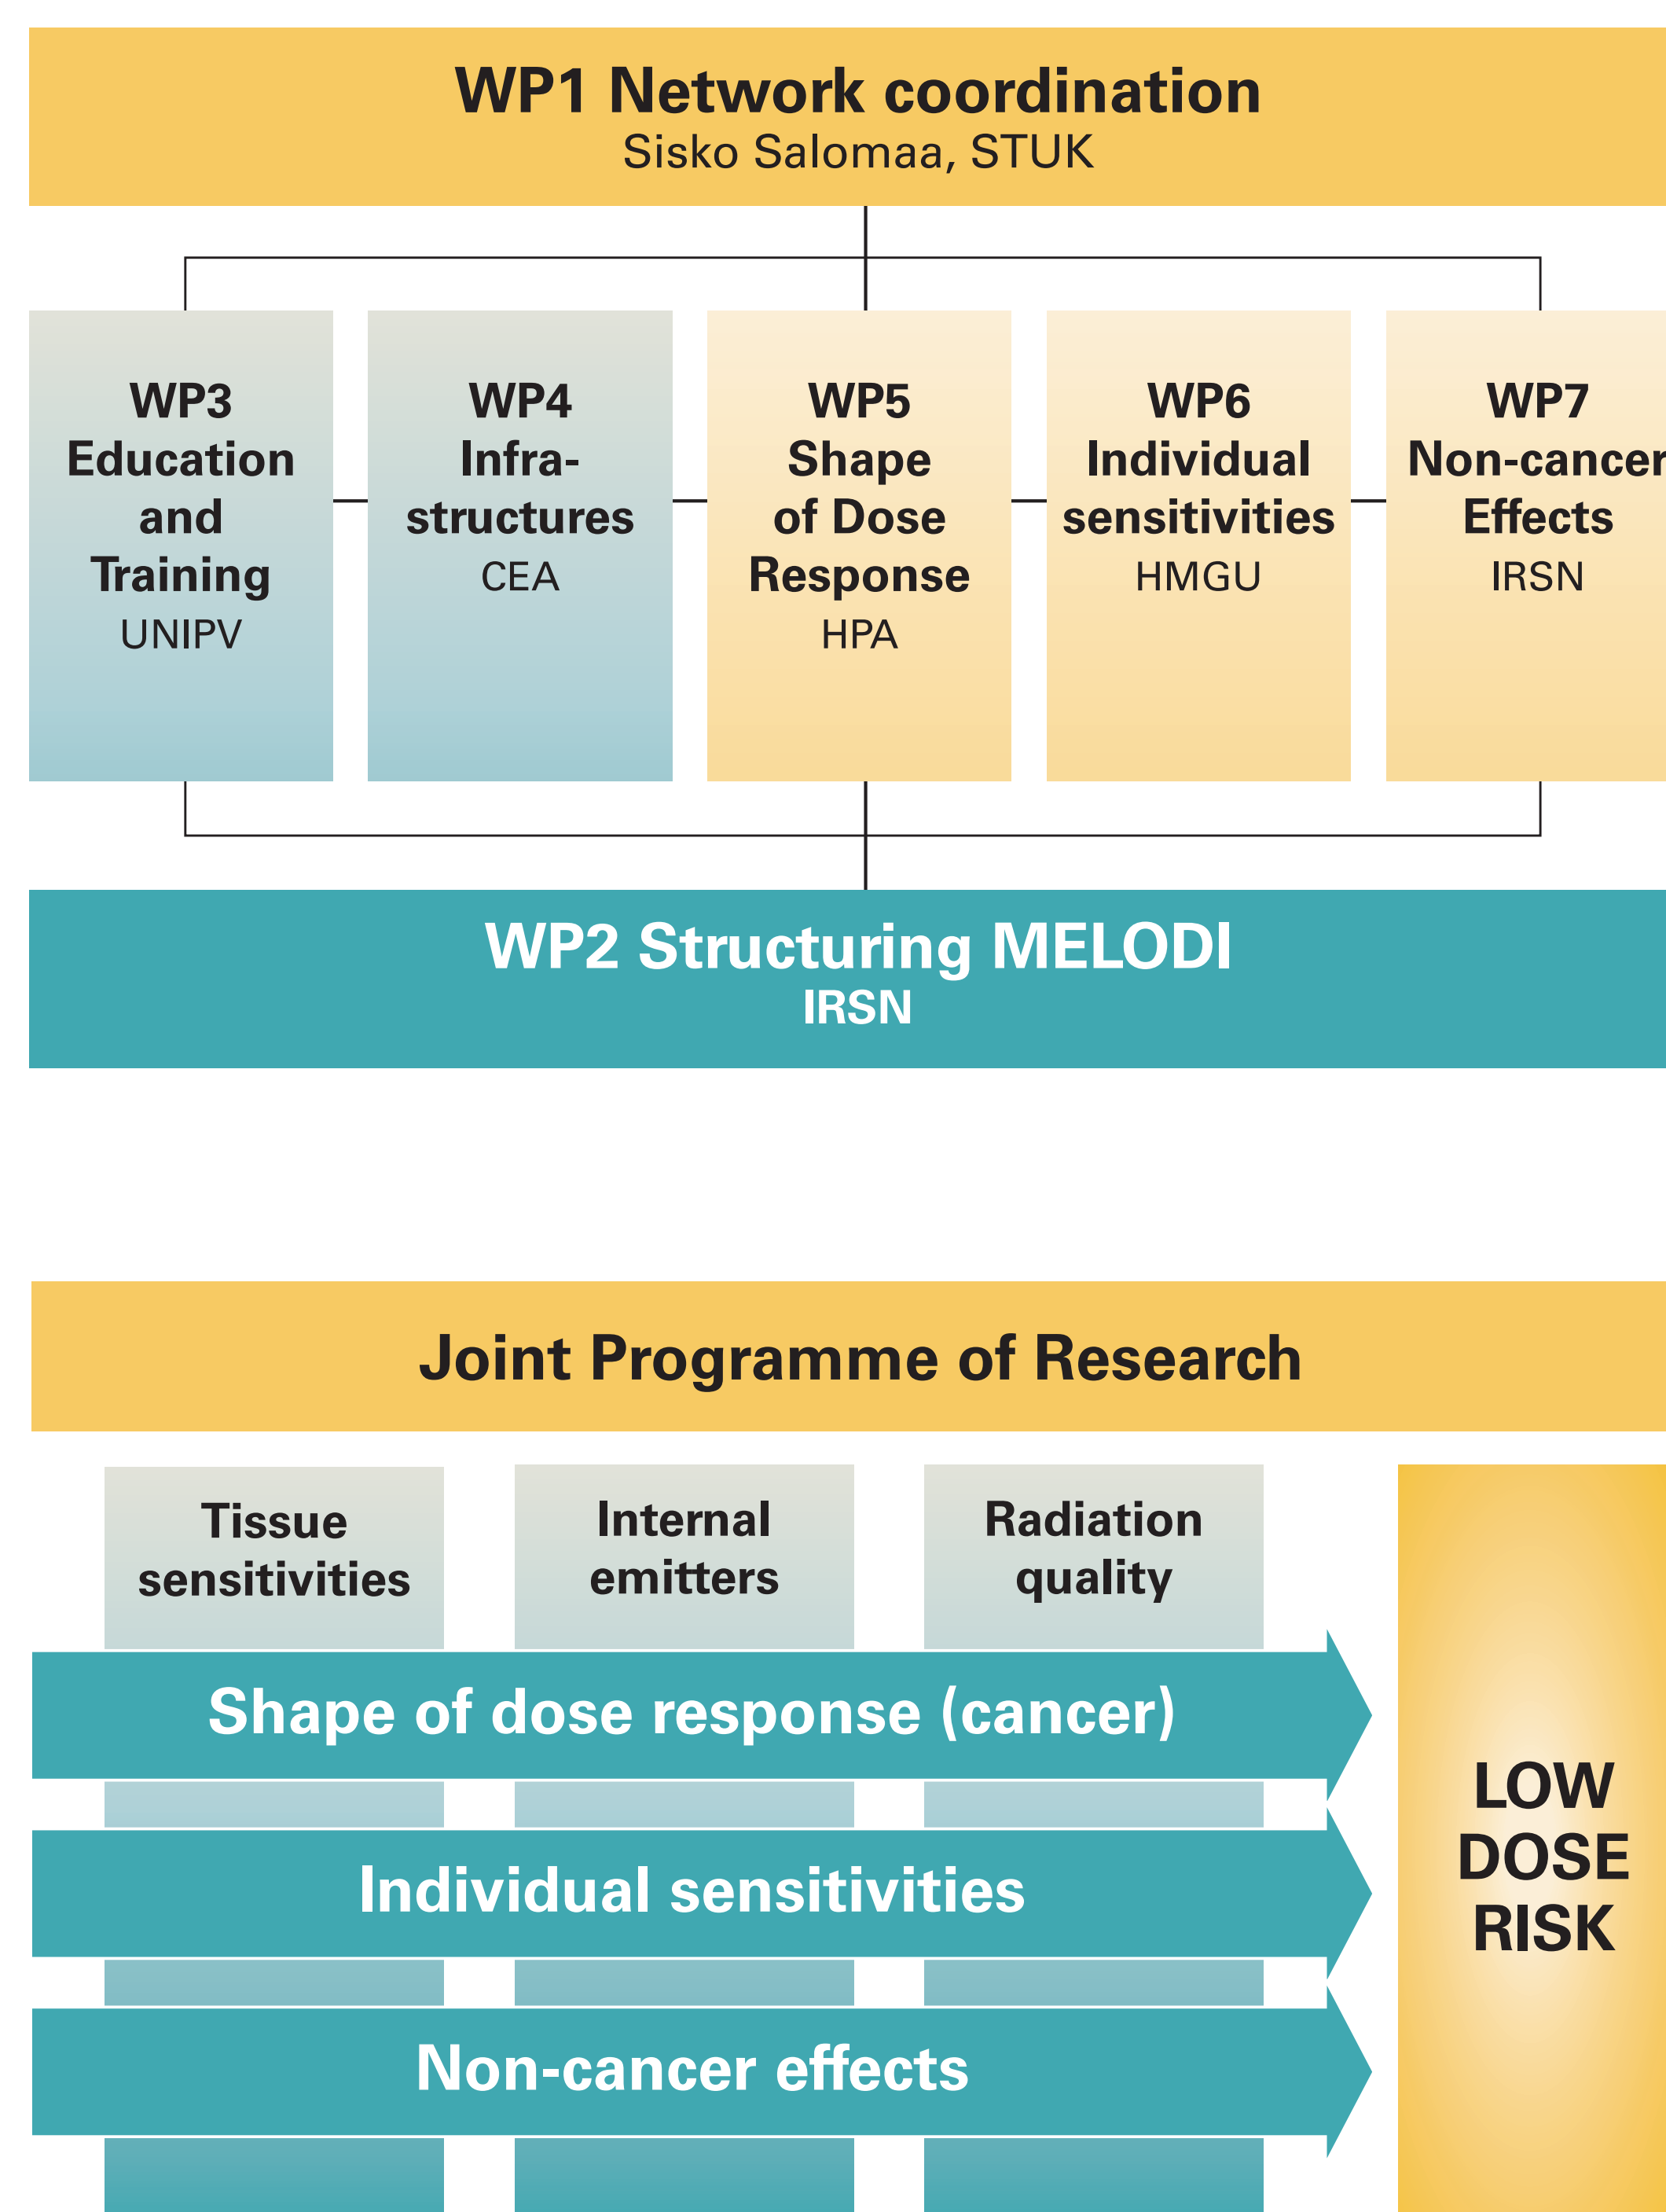 WP1 Network coordination
Sisko Salomaa, STUK
WP3
Education
and
Training
UNIPV
WP4
Infra-
structures
CEA
WP5
Shape
of Dose
Response
HPA
WP6
Individual
sensitivities
HMGU
WP7
Non-cancer
Effects
IRSN
WP2 Structuring MELODI
IRSN
Joint Programme of Research
Tissue
sensitivities
Internal
emitters
Radiation
quality
Shape of dose response (cancer)
Individual sensitivities
Non-cancer effects
LOW
DOSE
RISK